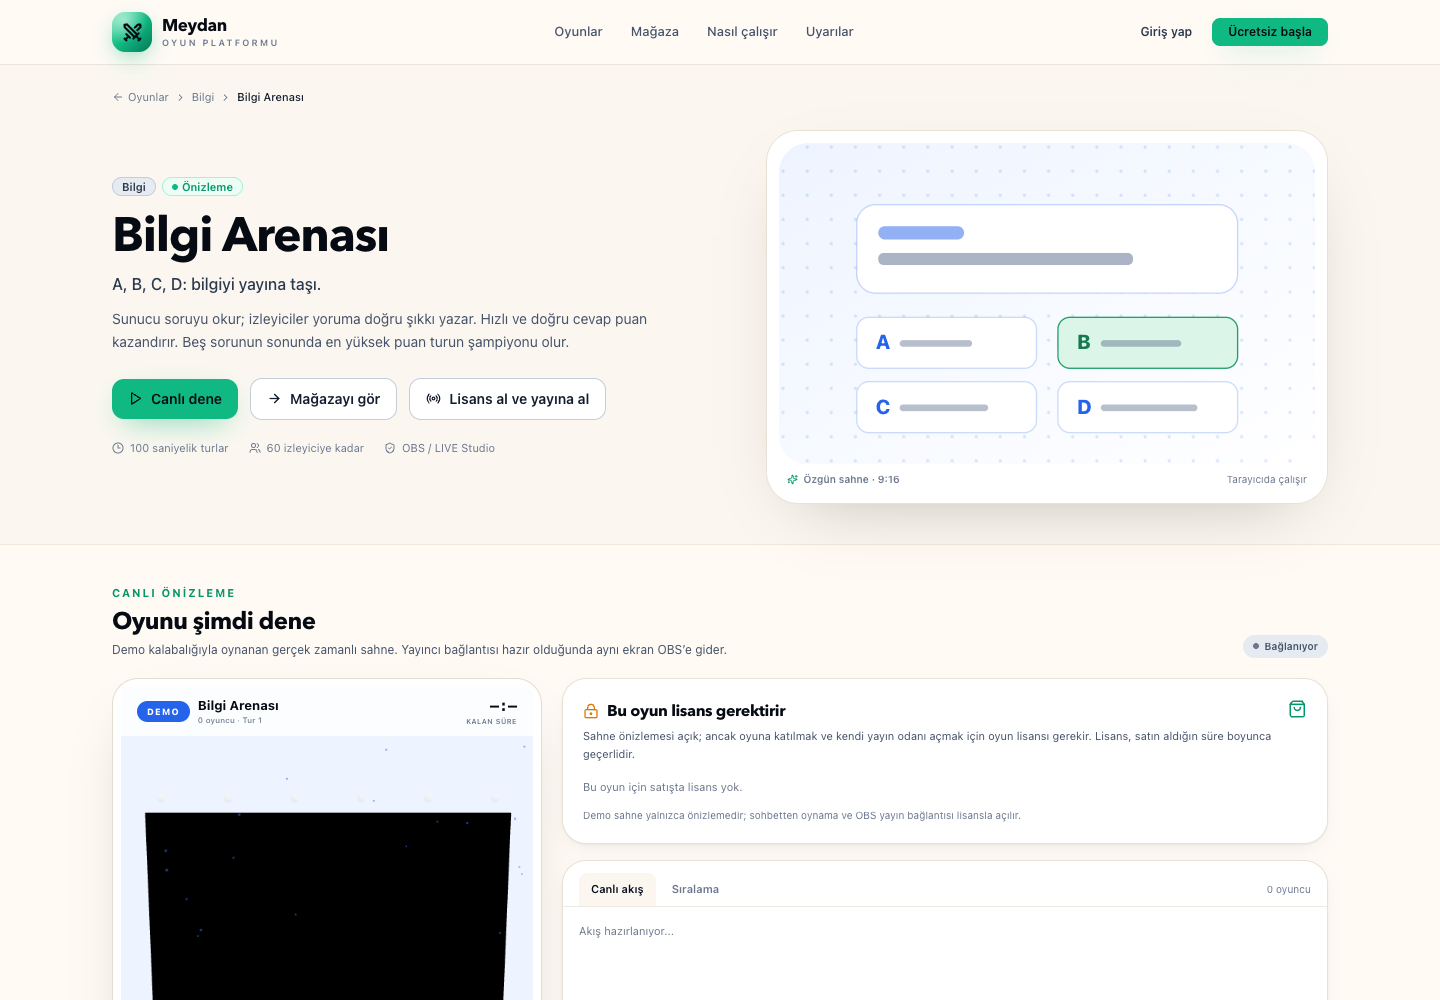 Meydan
OYUN PLATFORMU
Oyunlar
Mağaza
Nasıl çalışır
Uyarılar
Giriş yap
Ücretsiz başla
Oyunlar
Bilgi
Bilgi Arenası
Bilgi
Önizleme
Bilgi Arenası
A, B, C, D: bilgiyi yayına taşı.
Sunucu soruyu okur; izleyiciler yoruma doğru şıkkı yazar. Hızlı ve doğru cevap puan
kazandırır. Beş sorunun sonunda en yüksek puan turun şampiyonu olur.
Canlı dene
Mağazayı gör
Lisans al ve yayına al
100 saniyelik turlar
60 izleyiciye kadar
OBS / LIVE Studio
A
B
C
D
Özgün sahne · 9:16
Tarayıcıda çalışır
CANLI ÖNİZLEME
Oyunu şimdi dene
Demo kalabalığıyla oynanan gerçek zamanlı sahne. Yayıncı bağlantısı hazır olduğunda aynı ekran OBS'e gider.
Bağlanıyor
DEMO
Bilgi Arenası
0 oyuncu · Tur 1
–:–
KALAN SÜRE
Bu oyun lisans gerektirir
Sahne önizlemesi açık; ancak oyuna katılmak ve kendi yayın odanı açmak için oyun lisansı gerekir. Lisans, satın aldığın süre boyunca
geçerlidir.
Bu oyun için satışta lisans yok.
Demo sahne yalnızca önizlemedir; sohbetten oynama ve OBS yayın bağlantısı lisansla açılır.
Canlı akış
Sıralama
0 oyuncu
Akış hazırlanıyor...